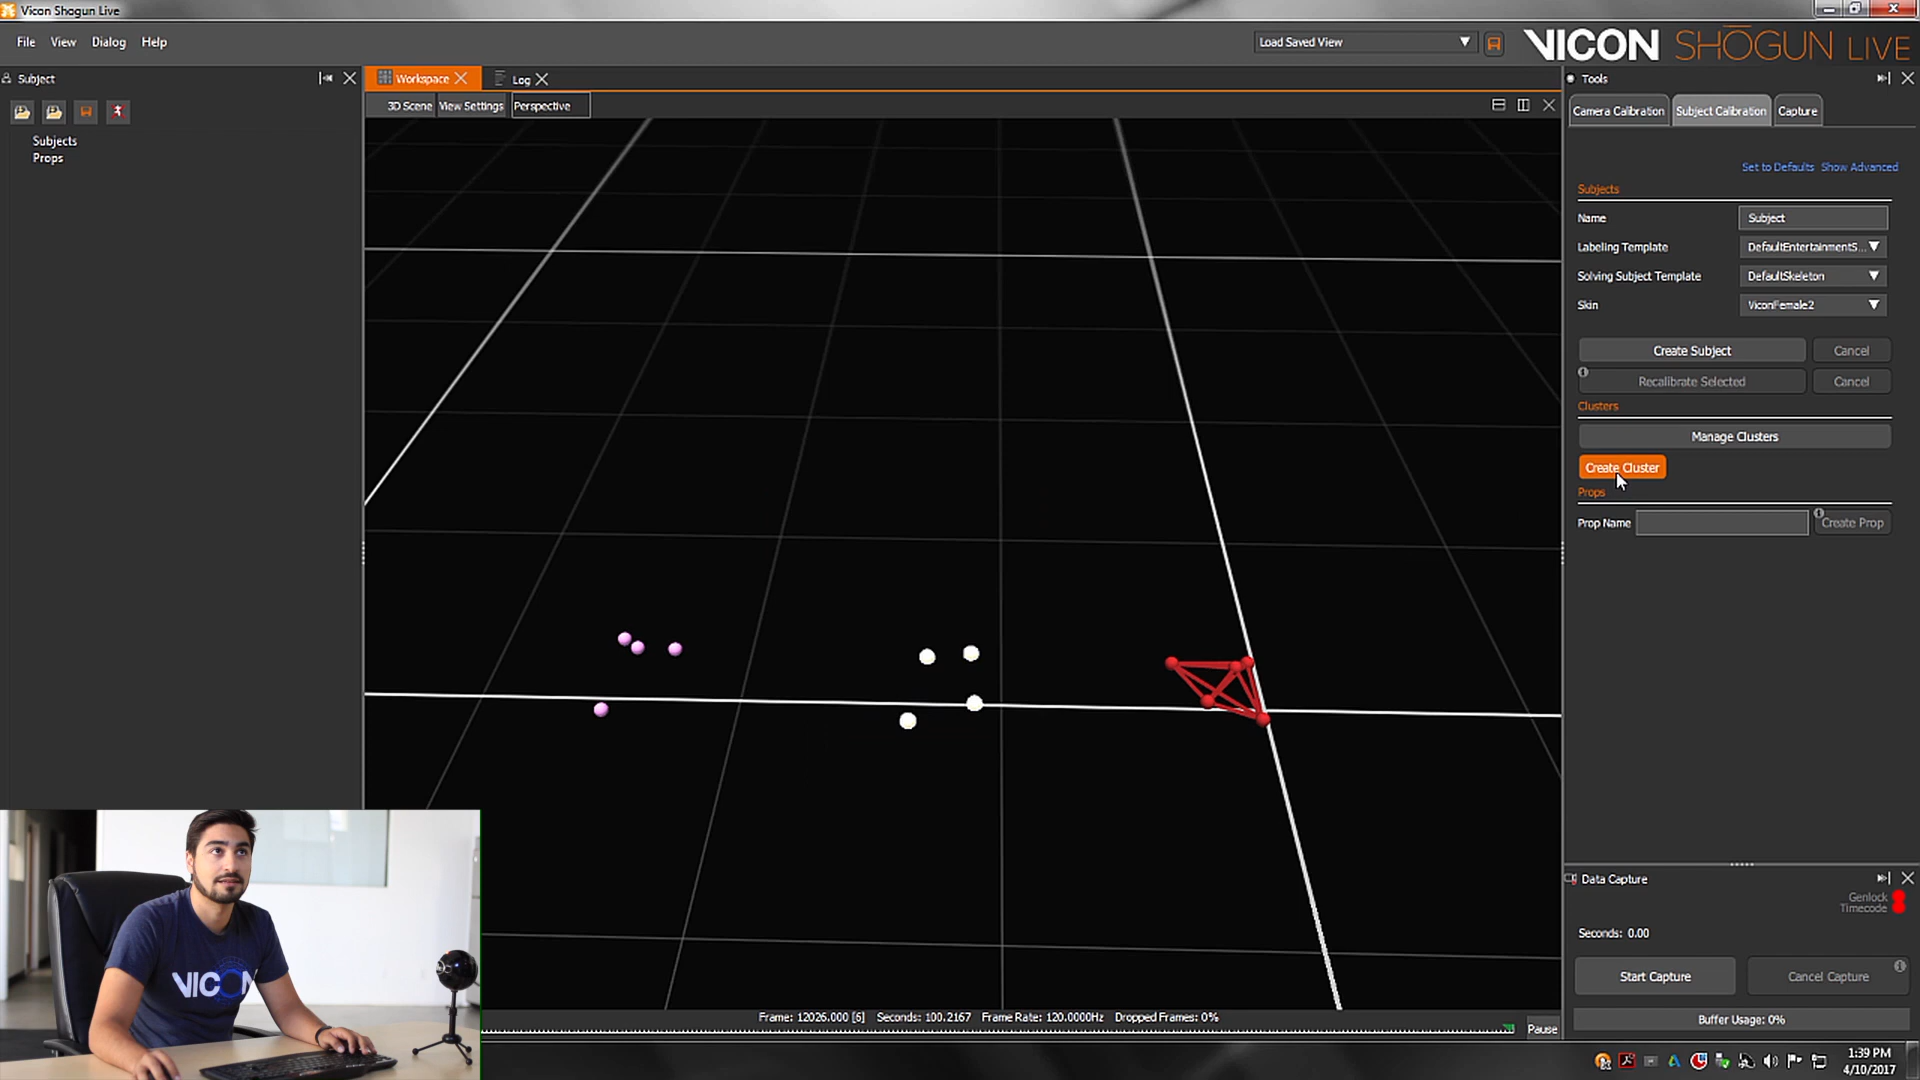 Vicon Shogun Live
File View Dialog Help
Load Saved View
VICON SHŌGUN LIVE
Subject
Workspace
Log
Tools
3D Scene View Settings Perspective
Camera Calibration Subject Calibration Capture
Subjects
Props
Set to Defaults Show Advanced
Subjects
Name Subject
Labeling Template DefaultEntertainmentS...
Solving Subject Template DefaultSkeleton
Skin ViconFemale2
Create Subject Cancel
Recalibrate Selected Cancel
Clusters
Manage Clusters
Create Cluster
Props
Prop Name Create Prop
Data Capture
Genlock
Timecode
Seconds: 0.00
Start Capture Cancel Capture
Buffer Usage: 0%
Frame: 12026.000 [6] Seconds: 100.2167 Frame Rate: 120.0000Hz Dropped Frames: 0%
Pause
VICON
1:39 PM
4/10/2017